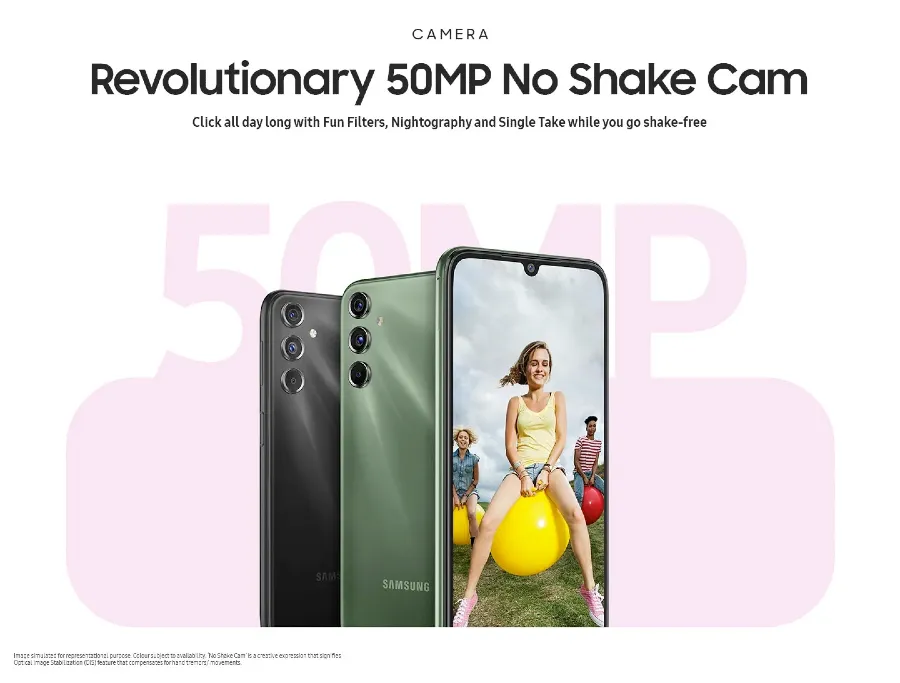 CAMERA
Revolutionary 50MP No Shake Cam
Click all day long with Fun Filters, Nightography and Single Take while you go shake-free
50MP
SAMSUNG
Image simulated for representational purpose. Colour subject to availability. 'No Shake Cam' is a creative expression that signifies
Optical Image Stabilization (OIS) feature that compensates for hand tremors/ movements.